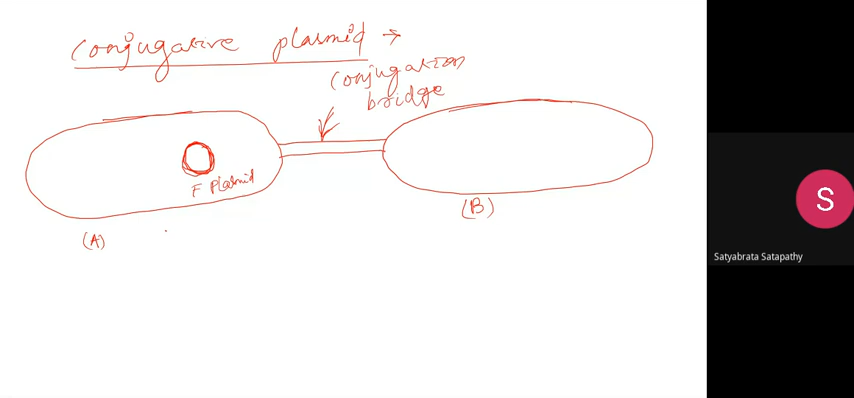 conjugative plasmid →
conjugation
bridge
F plasmid
(A)
(B)
S
Satyabrata Satapathy